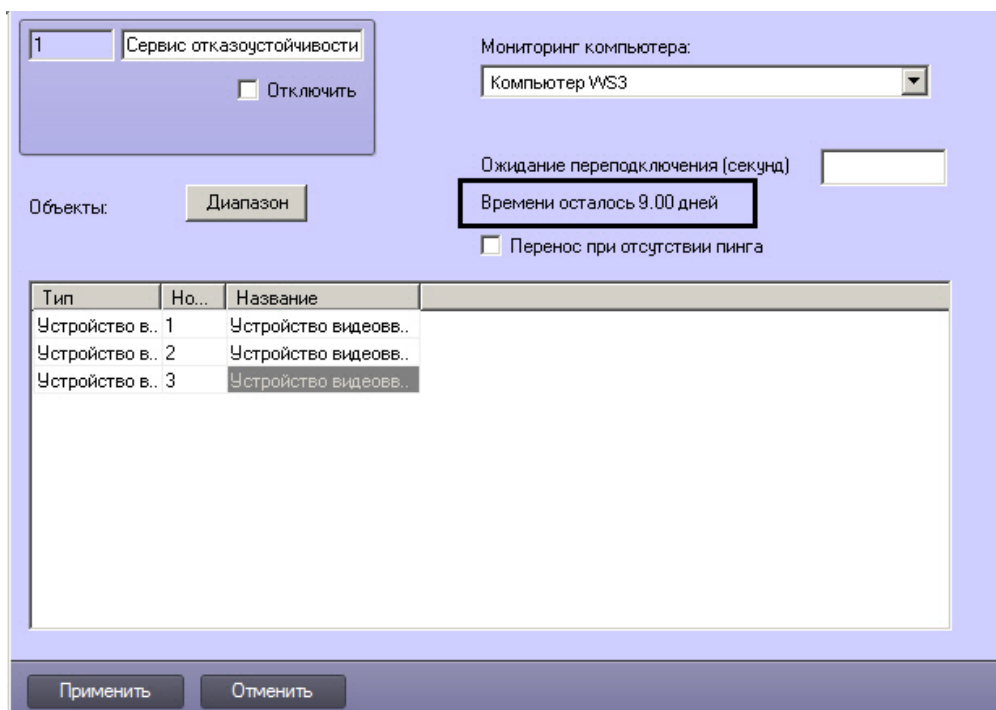 1
Сервис отказоустойчивости
Отключить
Мониторинг компьютера:
Компьютер WS3
Ожидание переподключения (секунд)
Времени осталось 9.00 дней
Перенос при отсутствии пинга
Объекты:
Диапазон
Тип Но... Название
Устройство в.. 1 Устройство видеовв..
Устройство в.. 2 Устройство видеовв..
Устройство в.. 3 Устройство видеовв..
Применить Отменить